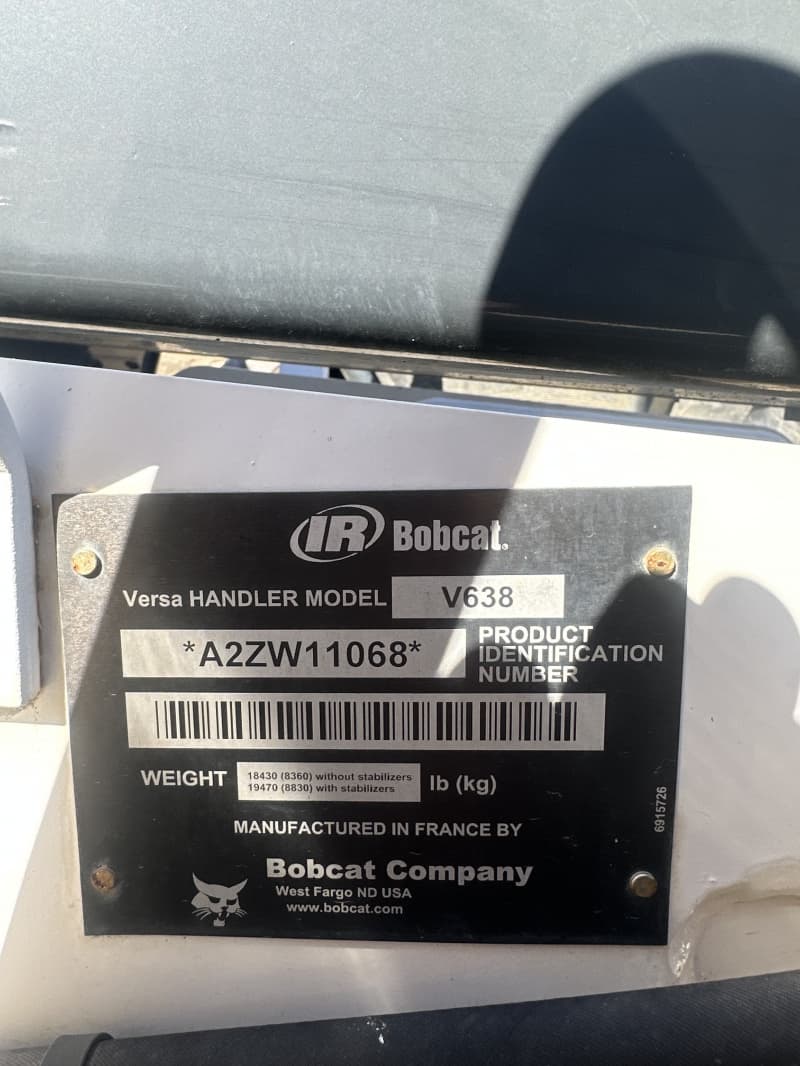 IR Bobcat.
Versa HANDLER MODEL V638
*A2ZW11068* PRODUCT IDENTIFICATION NUMBER
WEIGHT 18430 (8360) without stabilizers
19470 (8830) with stabilizers lb (kg)
6915726
MANUFACTURED IN FRANCE BY
Bobcat Company
West Fargo ND USA
www.bobcat.com